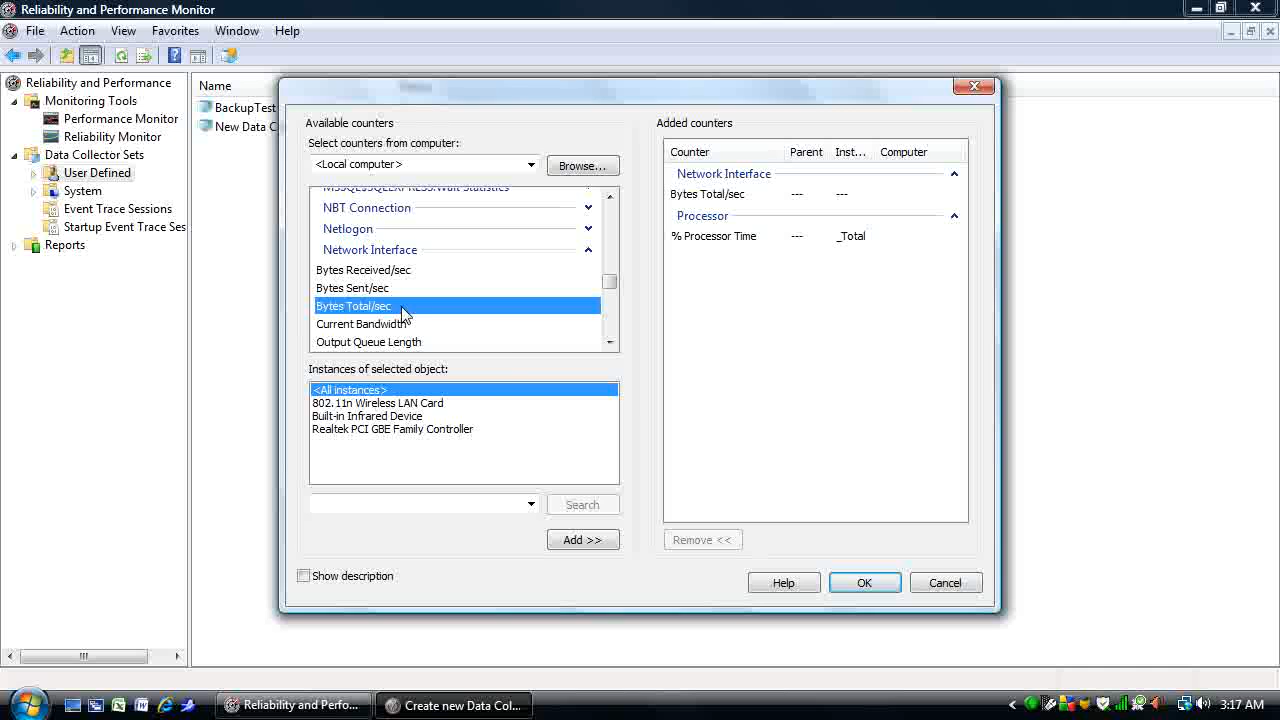 Reliability and Performance Monitor
File Action View Favorites Window Help
Reliability and Performance
Monitoring Tools
Performance Monitor
Reliability Monitor
Data Collector Sets
User Defined
System
Event Trace Sessions
Startup Event Trace Ses
Reports
Name
BackupTest
New Data C
Available counters
Select counters from computer:
<Local computer>
Browse...
MSSQL$SQLEXPRESS:Wait Statistics
NBT Connection
Netlogon
Network Interface
Bytes Received/sec
Bytes Sent/sec
Bytes Total/sec
Current Bandwidth
Output Queue Length
Instances of selected object:
<All instances>
802.11n Wireless LAN Card
Built-in Infrared Device
Realtek PCI GBE Family Controller
Search
Add >>
Show description
Added counters
Counter Parent Inst... Computer
Network Interface
Bytes Total/sec --- ---
Processor
% Processor Time --- _Total
Remove <<
Help OK Cancel
Reliability and Perfo... Create new Data Col... 3:17 AM